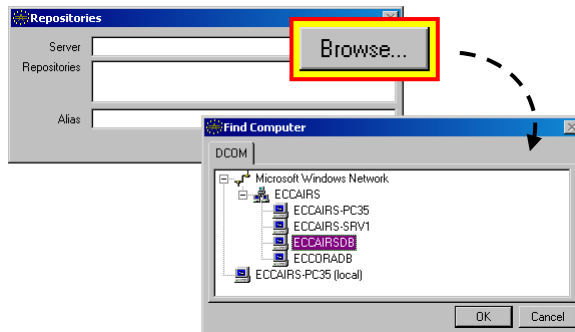 Repositories
Server
Browse...
Repositories
Alias
Find Computer
DCOM
Microsoft Windows Network
ECCAIRS
ECCAIRS-PC35
ECCAIRS-SRV1
ECCAIRSDB
ECCORADB
ECCAIRS-PC35 (local)
OK Cancel